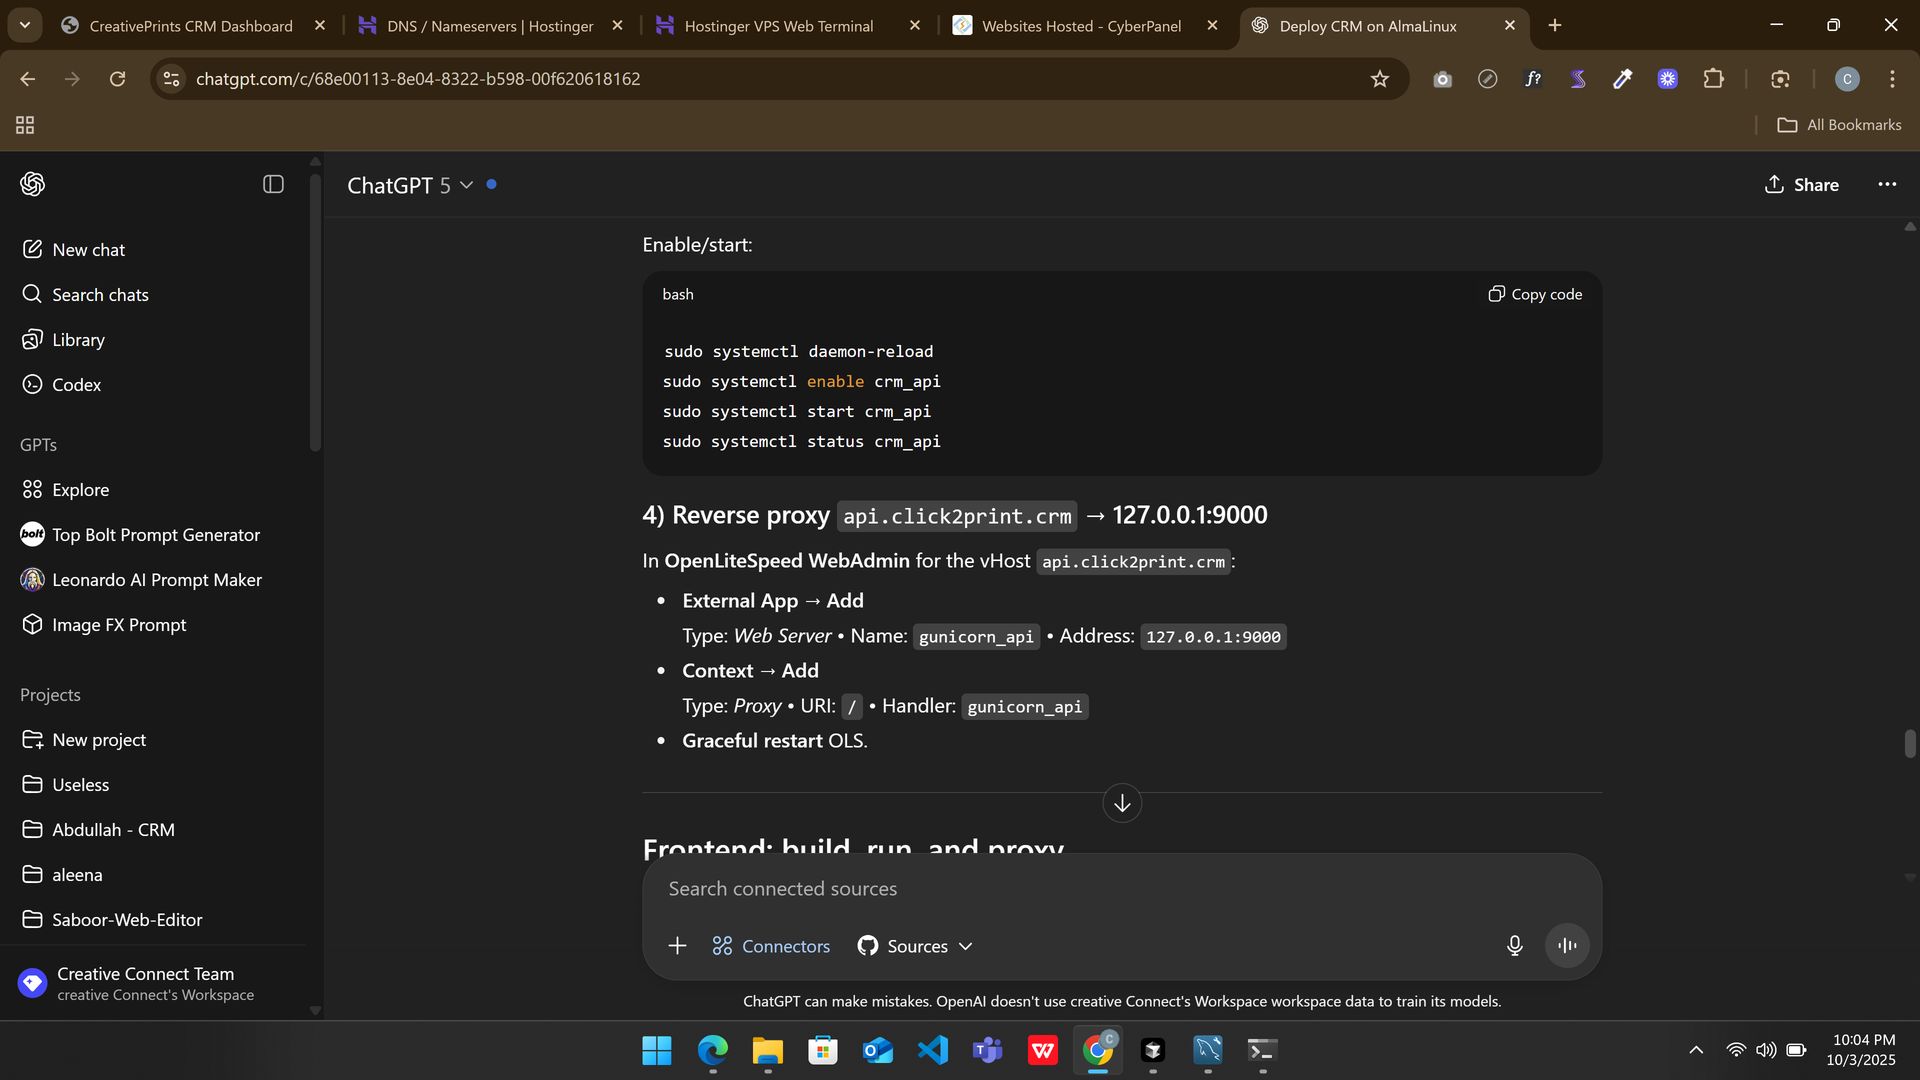 CreativePrints CRM Dashboard
DNS / Nameservers | Hostinger
Hostinger VPS Web Terminal
Websites Hosted - CyberPanel
Deploy CRM on AlmaLinux
chatgpt.com/c/68e00113-8e04-8322-b598-00f620618162
f?
C
All Bookmarks
ChatGPT 5
Share
New chat
Search chats
Library
Codex
GPTs
Explore
bolt
Top Bolt Prompt Generator
Leonardo AI Prompt Maker
Image FX Prompt
Projects
New project
Useless
Abdullah - CRM
aleena
Saboor-Web-Editor
Creative Connect Team
creative Connect's Workspace
Enable/start:
bash
Copy code
sudo systemctl daemon-reload
sudo systemctl enable crm_api
sudo systemctl start crm_api
sudo systemctl status crm_api
4) Reverse proxy api.click2print.crm → 127.0.0.1:9000
In OpenLiteSpeed WebAdmin for the vHost api.click2print.crm:
• External App → Add
Type: Web Server • Name: gunicorn_api • Address: 127.0.0.1:9000
• Context → Add
Type: Proxy • URI: / • Handler: gunicorn_api
• Graceful restart OLS.
Frontend: build, run, and proxy
Search connected sources
Connectors
Sources
ChatGPT can make mistakes. OpenAI doesn't use creative Connect's Workspace workspace data to train its models.
C
10:04 PM
10/3/2025